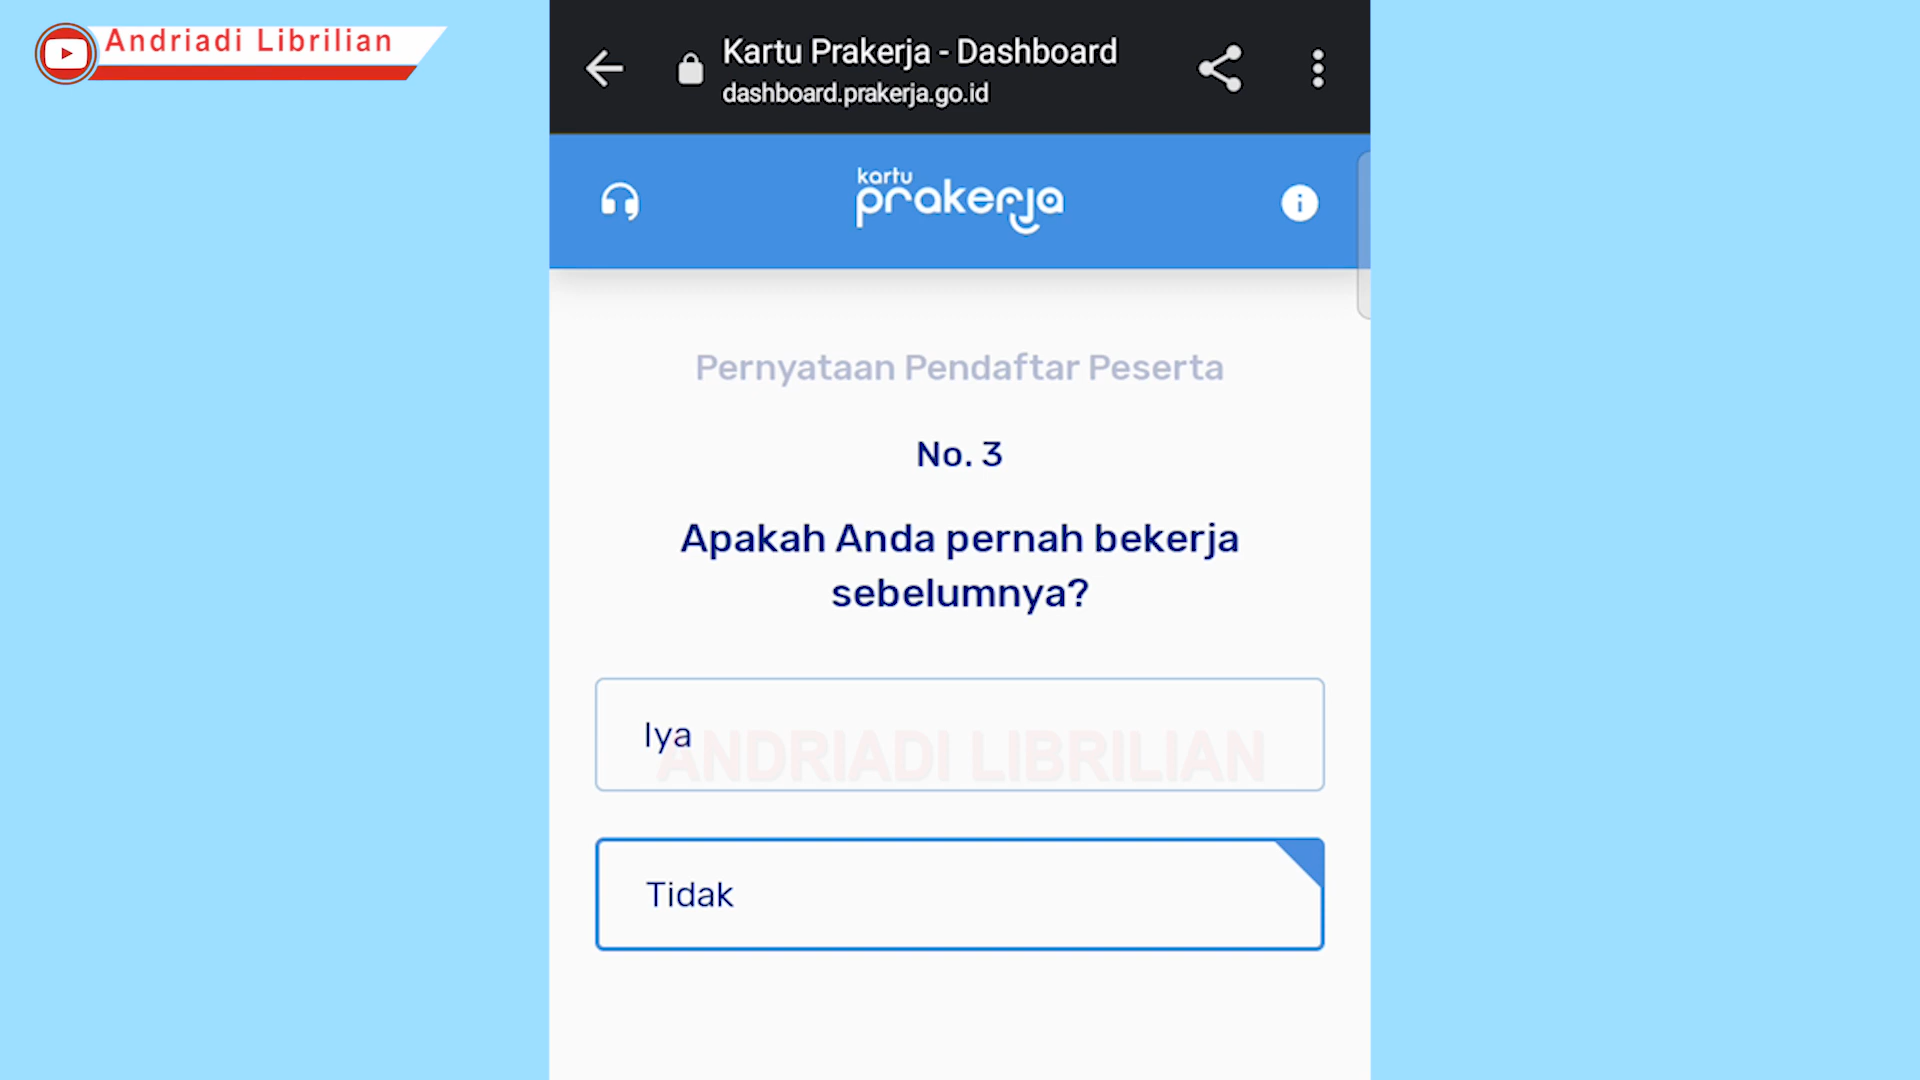 Andriadi Librilian
Kartu Prakerja - Dashboard
dashboard.prakerja.go.id
kartu
prakerja
Pernyataan Pendaftar Peserta
No. 3
Apakah Anda pernah bekerja
sebelumnya?
Iya
ANDRIADI LIBRILIAN
Tidak